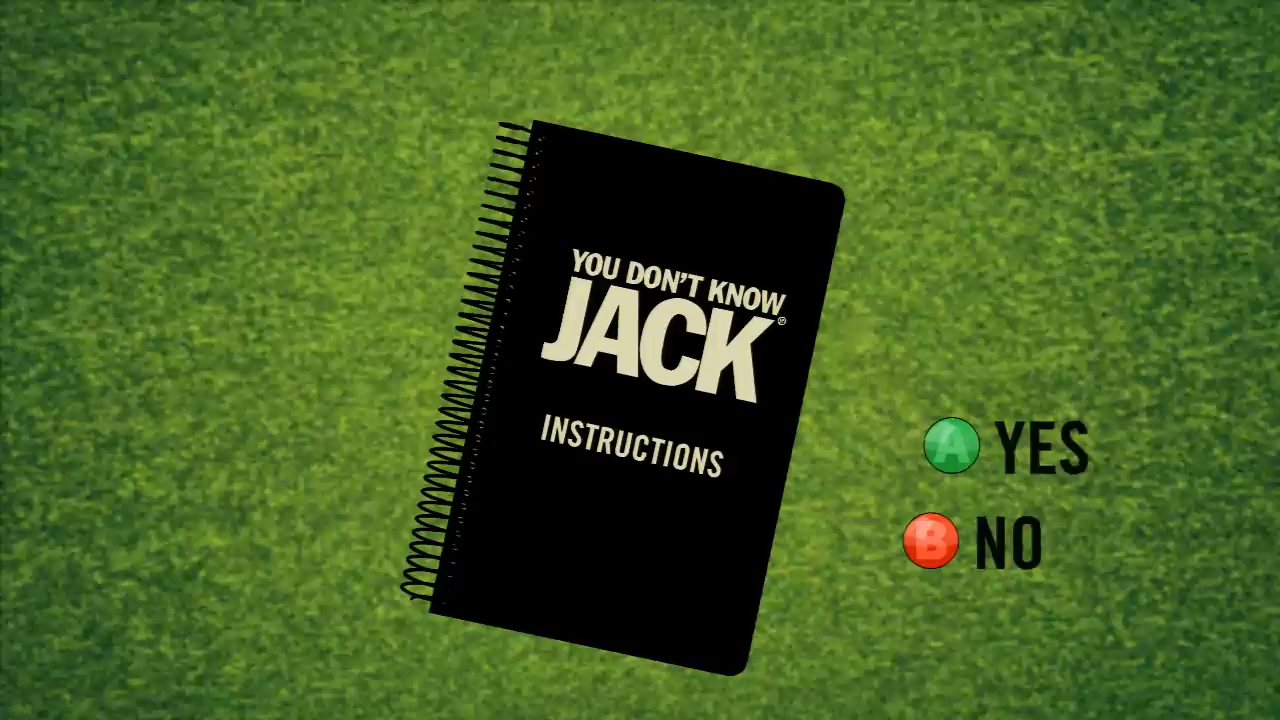 YOU DON'T KNOW
JACK®
INSTRUCTIONS
A YES
B NO